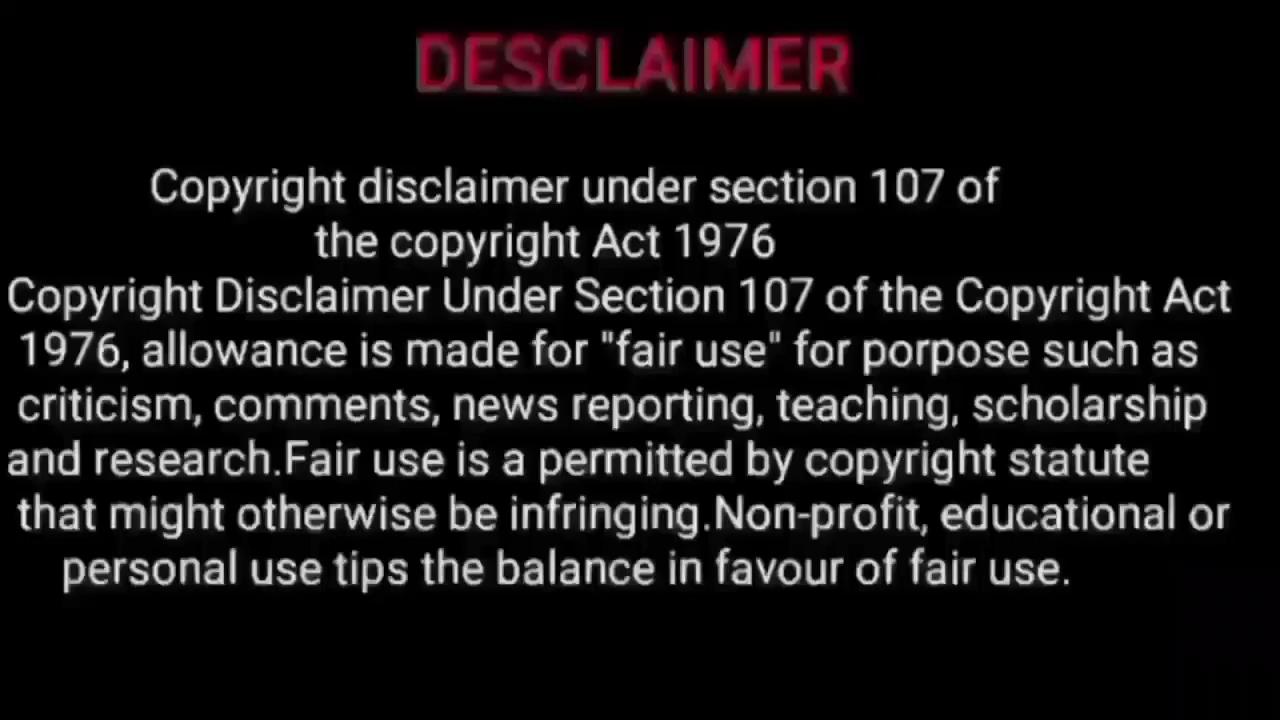 DESCLAIMER
Copyright disclaimer under section 107 of
the copyright Act 1976
Copyright Disclaimer Under Section 107 of the Copyright Act
1976, allowance is made for "fair use" for porpose such as
criticism, comments, news reporting, teaching, scholarship
and research.Fair use is a permitted by copyright statute
that might otherwise be infringing.Non-profit, educational or
personal use tips the balance in favour of fair use.